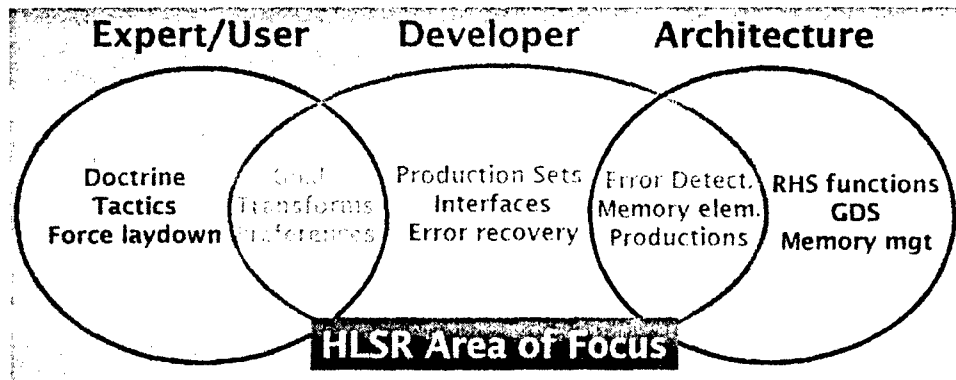 Expert/User
Developer
Architecture
Doctrine
Tactics
Force laydown
Transforms
Preferences
Production Sets
Interfaces
Error recovery
Error Detect.
Memory elem.
Productions
RHS functions
GDS
Memory mgt
HLSR Area of Focus